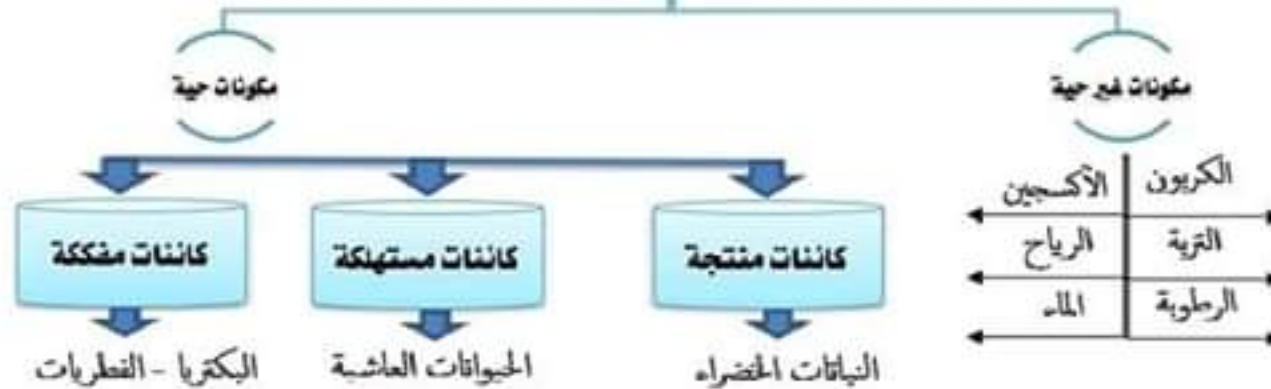 مكونات غير حية
مكونات حية
الكربون الأكسجين
التربة الرياح
الرطوبة الماء
كائنات منتجة
كائنات مستهلكة
كائنات مفككة
النباتات الخضراء
الحيوانات العاشبة
البكتريا - الفطريات